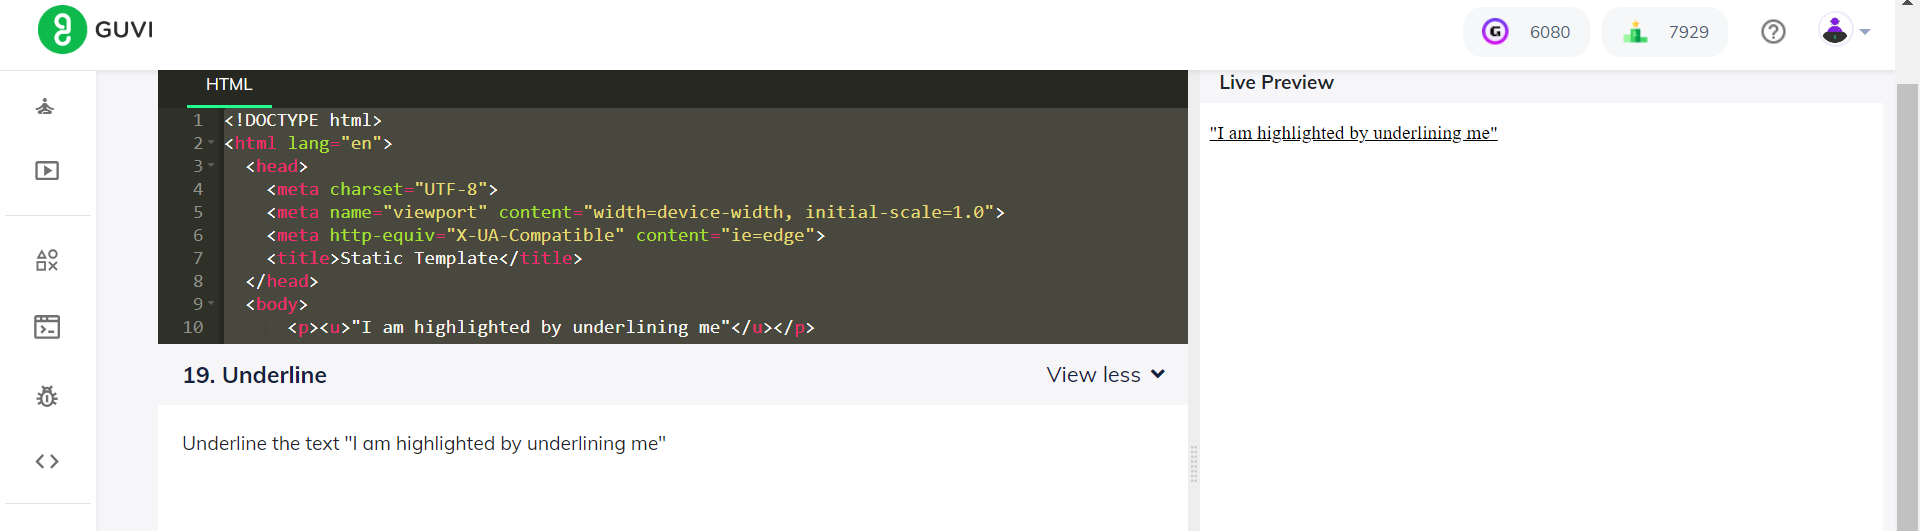 GUVI
6080
7929
HTML
1 <!DOCTYPE html>
2 <html lang="en">
3 <head>
4 <meta charset="UTF-8">
5 <meta name="viewport" content="width=device-width, initial-scale=1.0">
6 <meta http-equiv="X-UA-Compatible" content="ie=edge">
7 <title>Static Template</title>
8 </head>
9 <body>
10 <p><u>"I am highlighted by underlining me"</u></p>
19. Underline
View less
Underline the text "I am highlighted by underlining me"
Live Preview
"I am highlighted by underlining me"